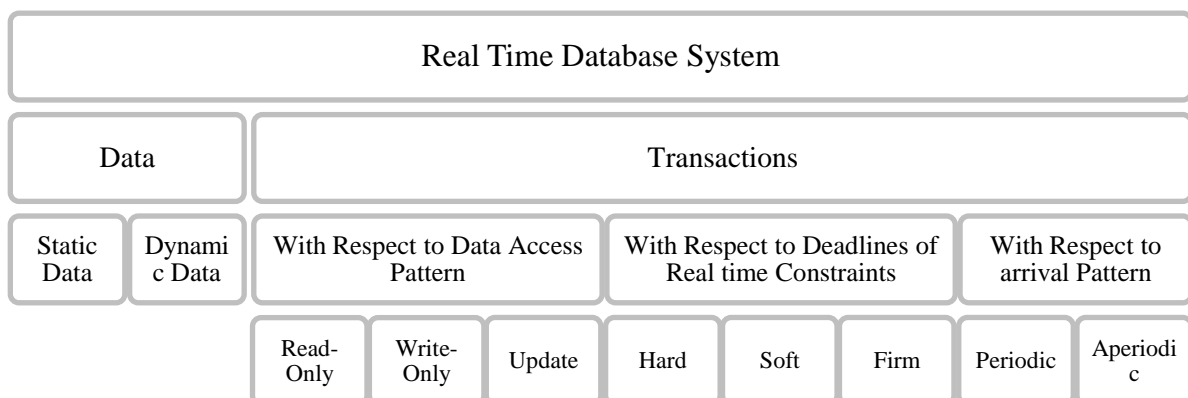 Real Time Database System
Data
Transactions
Static
Data
Dynami
c Data
With Respect to Data Access
Pattern
With Respect to Deadlines of
Real time Constraints
With Respect to
arrival Pattern
Read-
Only
Write-
Only
Update
Hard
Soft
Firm
Periodic
Aperiodi
c